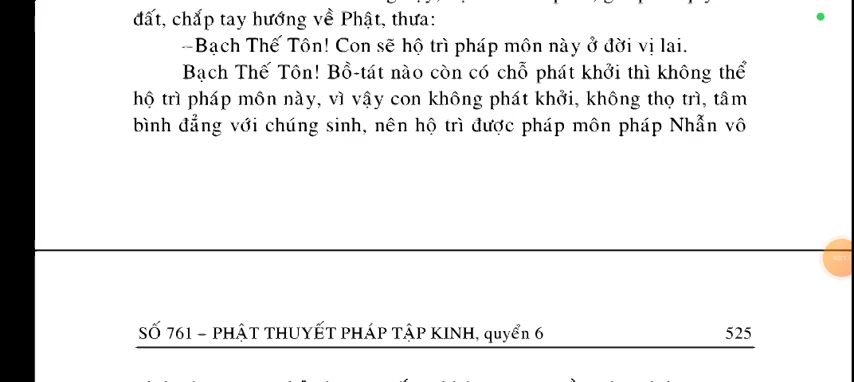 đất, chắp tay hướng về Phật, thưa:
–Bạch Thế Tôn! Con sẽ hộ trì pháp môn này ở đời vị lai.
Bạch Thế Tôn! Bồ-tát nào còn có chỗ phát khởi thì không thể
hộ trì pháp môn này, vì vậy con không phát khởi, không thọ trì, tâm
bình đẳng với chúng sinh, nên hộ trì được pháp môn pháp Nhẫn vô
SỐ 761 – PHẬT THUYẾT PHÁP TẬP KINH, quyển 6 525